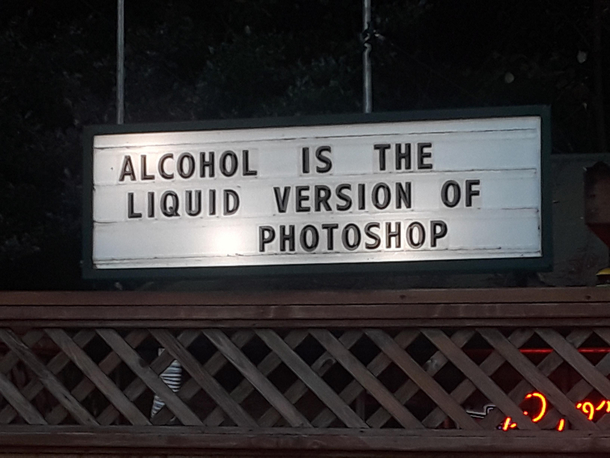 ALCOHOL IS THE
LIQUID VERSION OF
PHOTOSHOP